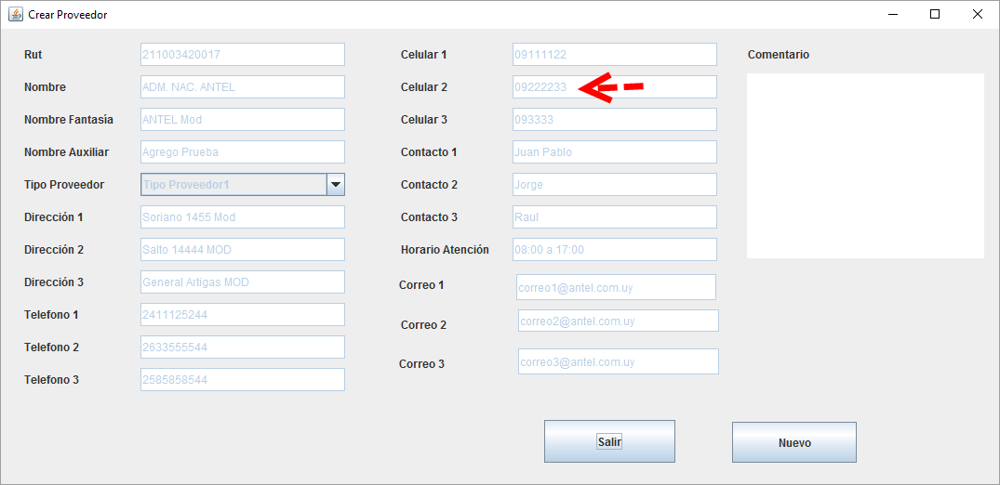 Crear Proveedor
Rut 211003420017
Nombre ADM. NAC. ANTEL
Nombre Fantasía ANTEL Mod
Nombre Auxiliar Agrego Prueba
Tipo Proveedor Tipo Proveedor1
Dirección 1 Soriano 1455 Mod
Dirección 2 Salto 14444 MOD
Dirección 3 General Artigas MOD
Telefono 1 2411125244
Telefono 2 2633555544
Telefono 3 2585858544
Celular 1 09111122
Celular 2 09222233
Celular 3 093333
Contacto 1 Juan Pablo
Contacto 2 Jorge
Contacto 3 Raul
Horario Atención 08:00 a 17:00
Correo 1 correo1@antel.com.uy
Correo 2 correo2@antel.com.uy
Correo 3 correo3@antel.com.uy
Comentario
Salir
Nuevo